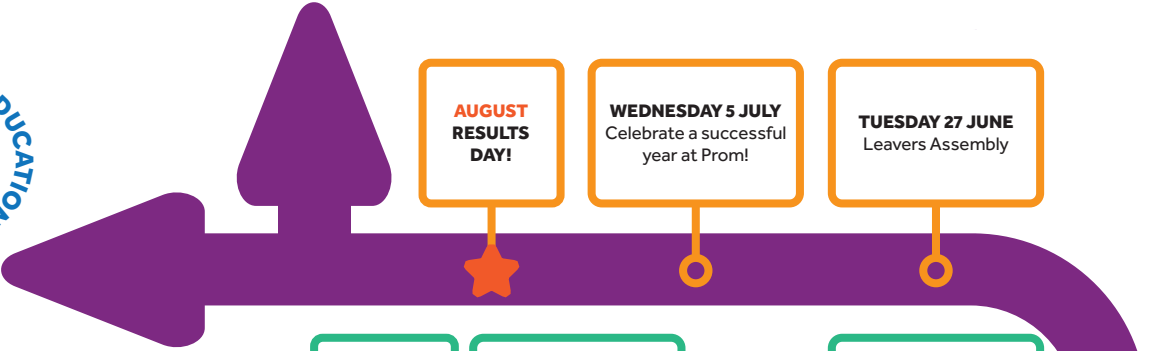 AUGUST
RESULTS
DAY!
WEDNESDAY 5 JULY
Celebrate a successful
year at Prom!
TUESDAY 27 JUNE
Leavers Assembly